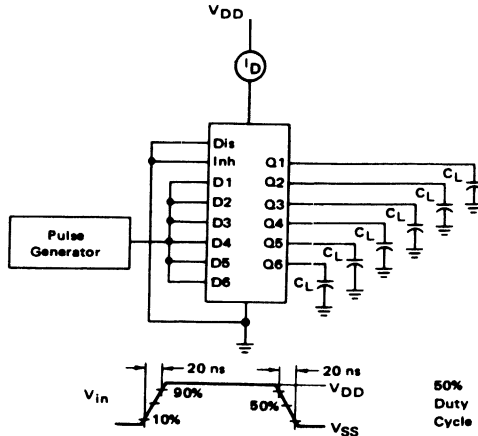 VDD
ID
Dis
Inh
D1
D2
D3
D4
D5
D6
Q1
Q2
Q3
Q4
Q5
Q6
CL
CL
CL
CL
CL
CL
Pulse
Generator
20 ns
20 ns
Vin
90%
10%
50%
VDD
VSS
50%
Duty
Cycle